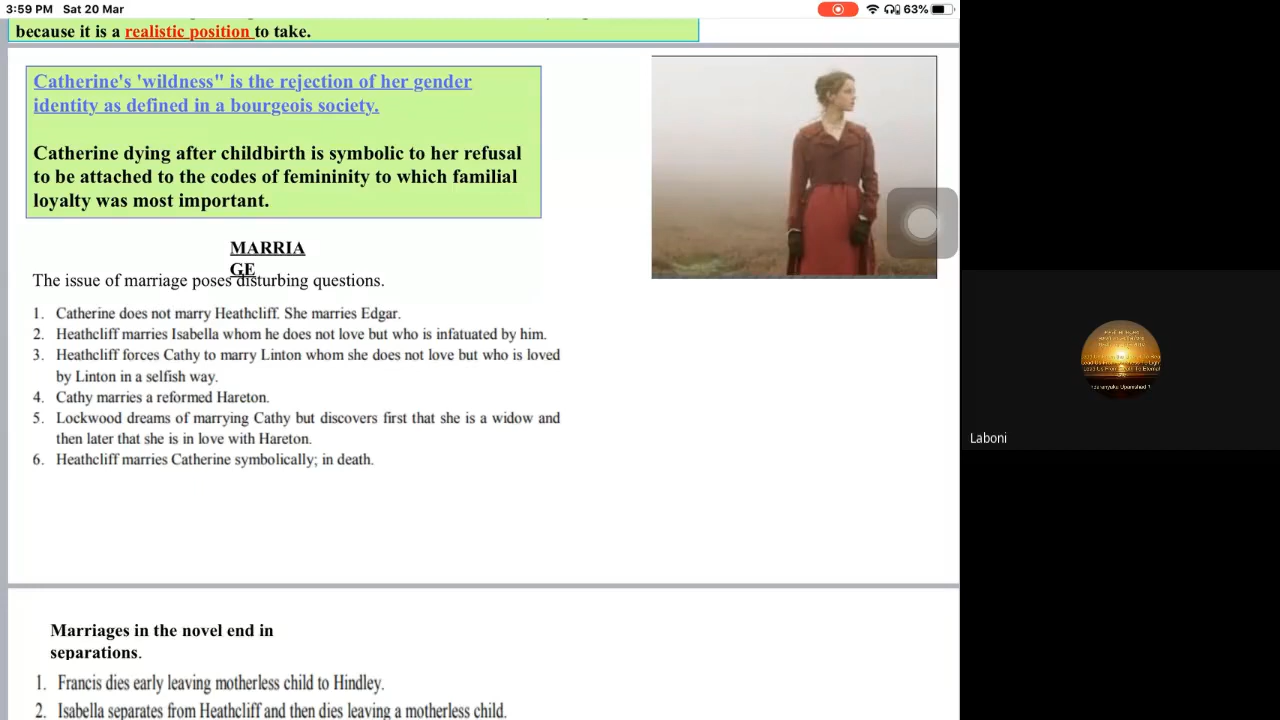 3:59 PM Sat 20 Mar
63%
because it is a realistic position to take.
Catherine's 'wildness" is the rejection of her gender
identity as defined in a bourgeois society.
Catherine dying after childbirth is symbolic to her refusal
to be attached to the codes of femininity to which familial
loyalty was most important.
MARRIA
GE
The issue of marriage poses disturbing questions.
1. Catherine does not marry Heathcliff. She marries Edgar.
2. Heathcliff marries Isabella whom he does not love but who is infatuated by him.
3. Heathcliff forces Cathy to marry Linton whom she does not love but who is loved
by Linton in a selfish way.
4. Cathy marries a reformed Hareton.
5. Lockwood dreams of marrying Cathy but discovers first that she is a widow and
then later that she is in love with Hareton.
6. Heathcliff marries Catherine symbolically; in death.
Marriages in the novel end in
separations.
1. Francis dies early leaving motherless child to Hindley.
2. Isabella separates from Heathcliff and then dies leaving a motherless child.
Laboni